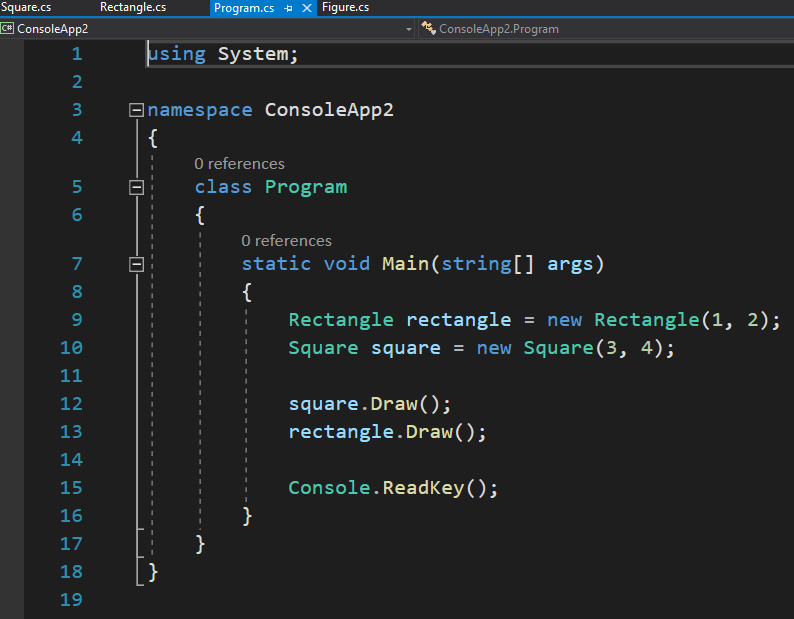 Square.cs Rectangle.cs Program.cs Figure.cs
C# ConsoleApp2 ConsoleApp2.Program
1 using System;
2
3 namespace ConsoleApp2
4 {
0 references
5 class Program
6 {
0 references
7 static void Main(string[] args)
8 {
9 Rectangle rectangle = new Rectangle(1, 2);
10 Square square = new Square(3, 4);
11
12 square.Draw();
13 rectangle.Draw();
14
15 Console.ReadKey();
16 }
17 }
18 }
19